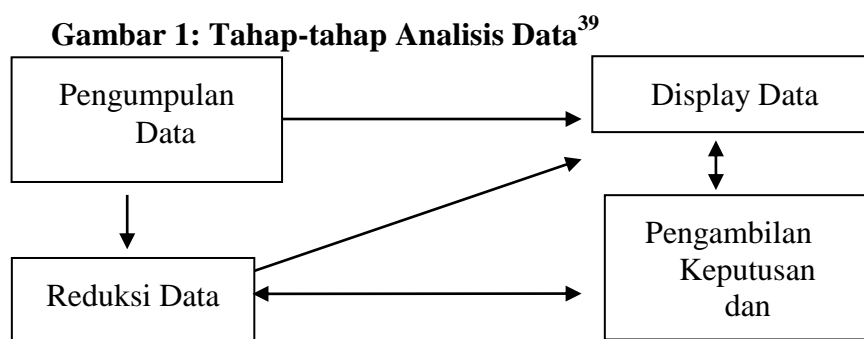 Gambar 1: Tahap-tahap Analisis Data39
Pengumpulan
Data
Display Data
Reduksi Data
Pengambilan
Keputusan
dan